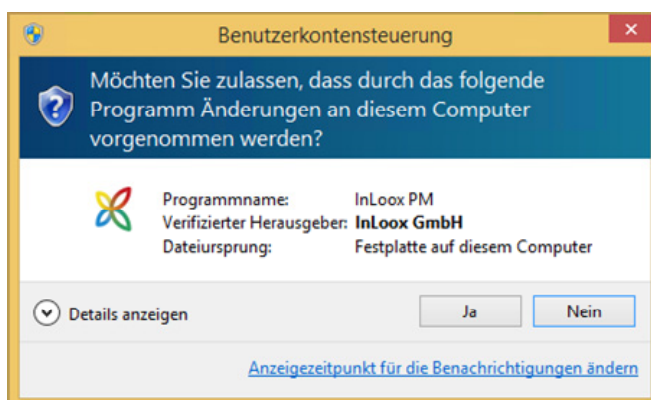 Benutzerkontensteuerung
Möchten Sie zulassen, dass durch das folgende
Programm Änderungen an diesem Computer
vorgenommen werden?
Programmname: InLoox PM
Verifizierter Herausgeber: InLoox GmbH
Dateiursprung: Festplatte auf diesem Computer
Details anzeigen Ja Nein
Anzeigezeitpunkt für die Benachrichtigungen ändern